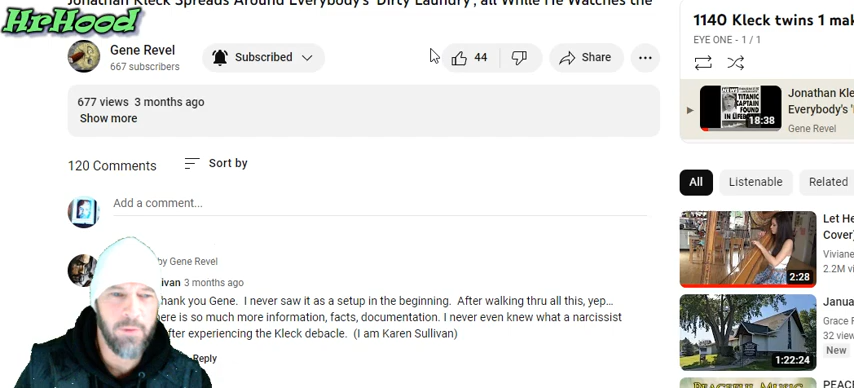 Jonathan Kleck Spreads Around Everybody's 'Dirty Laundry', all While He Watches the
HrHood
Gene Revel
667 subscribers
Subscribed
44
Share
677 views 3 months ago
Show more
120 Comments
Sort by
Add a comment...
by Gene Revel
ivan 3 months ago
hank you Gene. I never saw it as a setup in the beginning. After walking thru all this, yep...
ere is so much more information, facts, documentation. I never even knew what a narcissist
fter experiencing the Kleck debacle. (I am Karen Sullivan)
Reply
1140 Kleck twins 1 mak
EYE ONE - 1 / 1
TITANIC
CAPTAIN
FOUND
IN LIFEB
18:38
Jonathan Kle
Everybody's '
Gene Revel
All
Listenable
Related
2:28
Let He
Cover)
Viviane
2.2M vi
1:22:24
Janua
Grace F
32 view
New
PEACEFUL MUSIC
PEAC